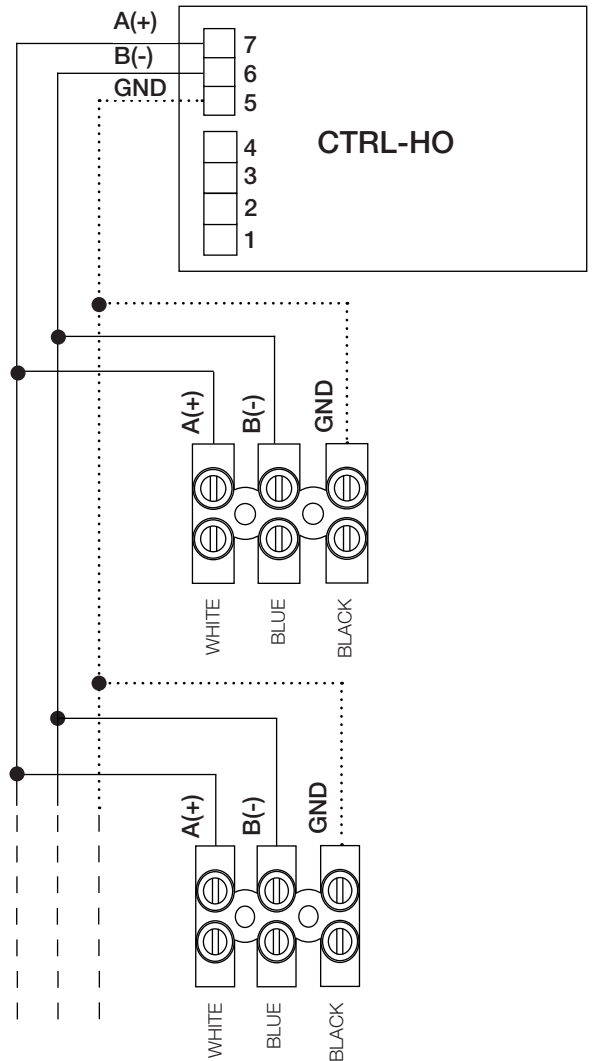 A(+)
7
B(-)
6
GND
5
CTRL-HO
4
3
2
1
A(+)
B(-)
GND
WHITE
BLUE
BLACK
A(+)
B(-)
GND
WHITE
BLUE
BLACK